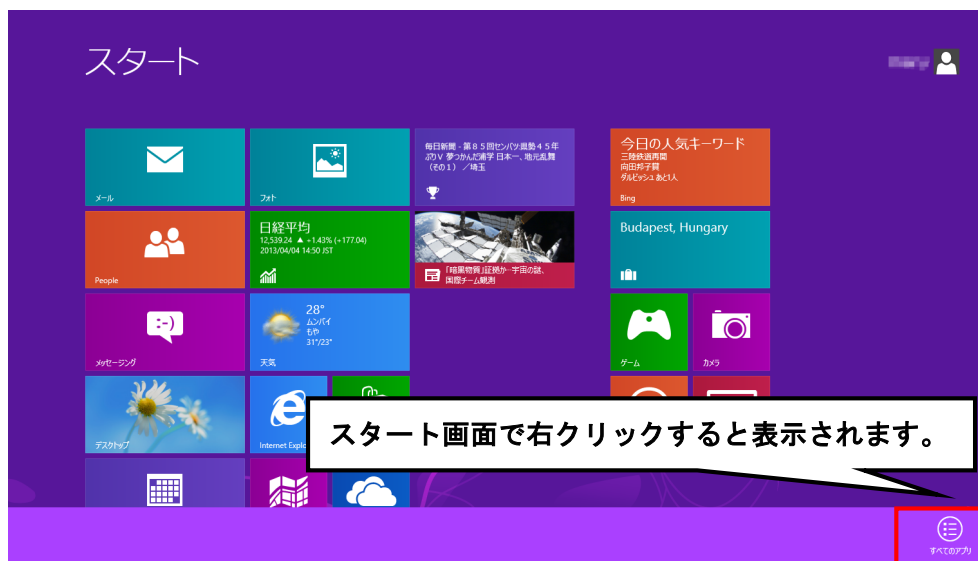 スタート
メール
フォト
毎日新聞 - 第８５回センバツ:進勢４５年
ぶりＶ 夢つかんだ浦学 日本一、地元乱舞
（その１） ／埼玉
今日の人気キーワード
三陸鉄道再開
向田邦子賞
ダルビッシュ あと1人
Bing
People
日経平均
12,539.24 ▲ +1.43% (+177.04)
2013/04/04 14:50 JST
「暗黒物質」証拠か…宇宙の謎、
国際チーム観測
Budapest, Hungary
:-)
メッセージング
28°
ムンバイ
もや
31°/23°
天気
ゲーム
カメラ
デスクトップ
Internet Explo
スタート画面で右クリックすると表示されます。
すべてのアプリ